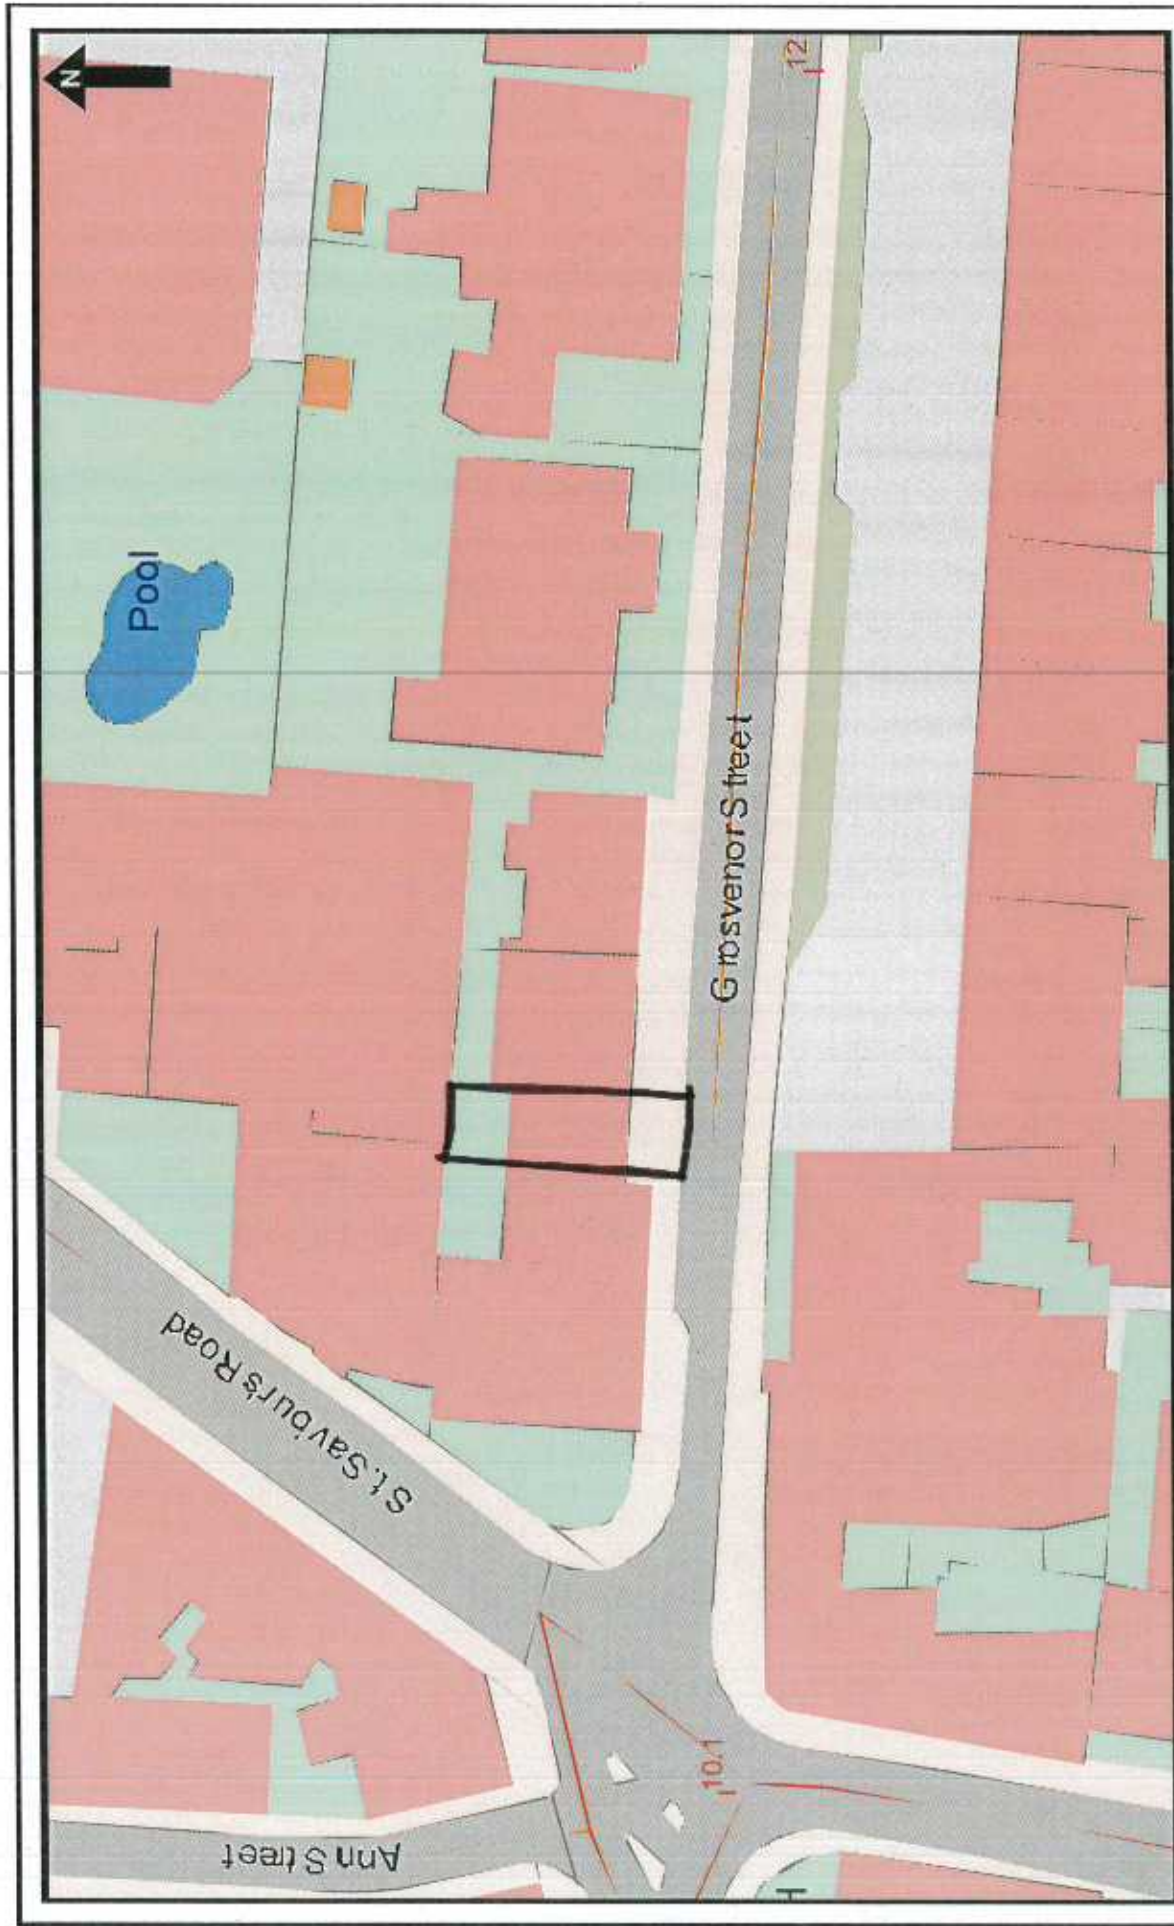 N
Pool
Grosvenor Street
12
St. Saviour's Road
Ann Street
10.1
H